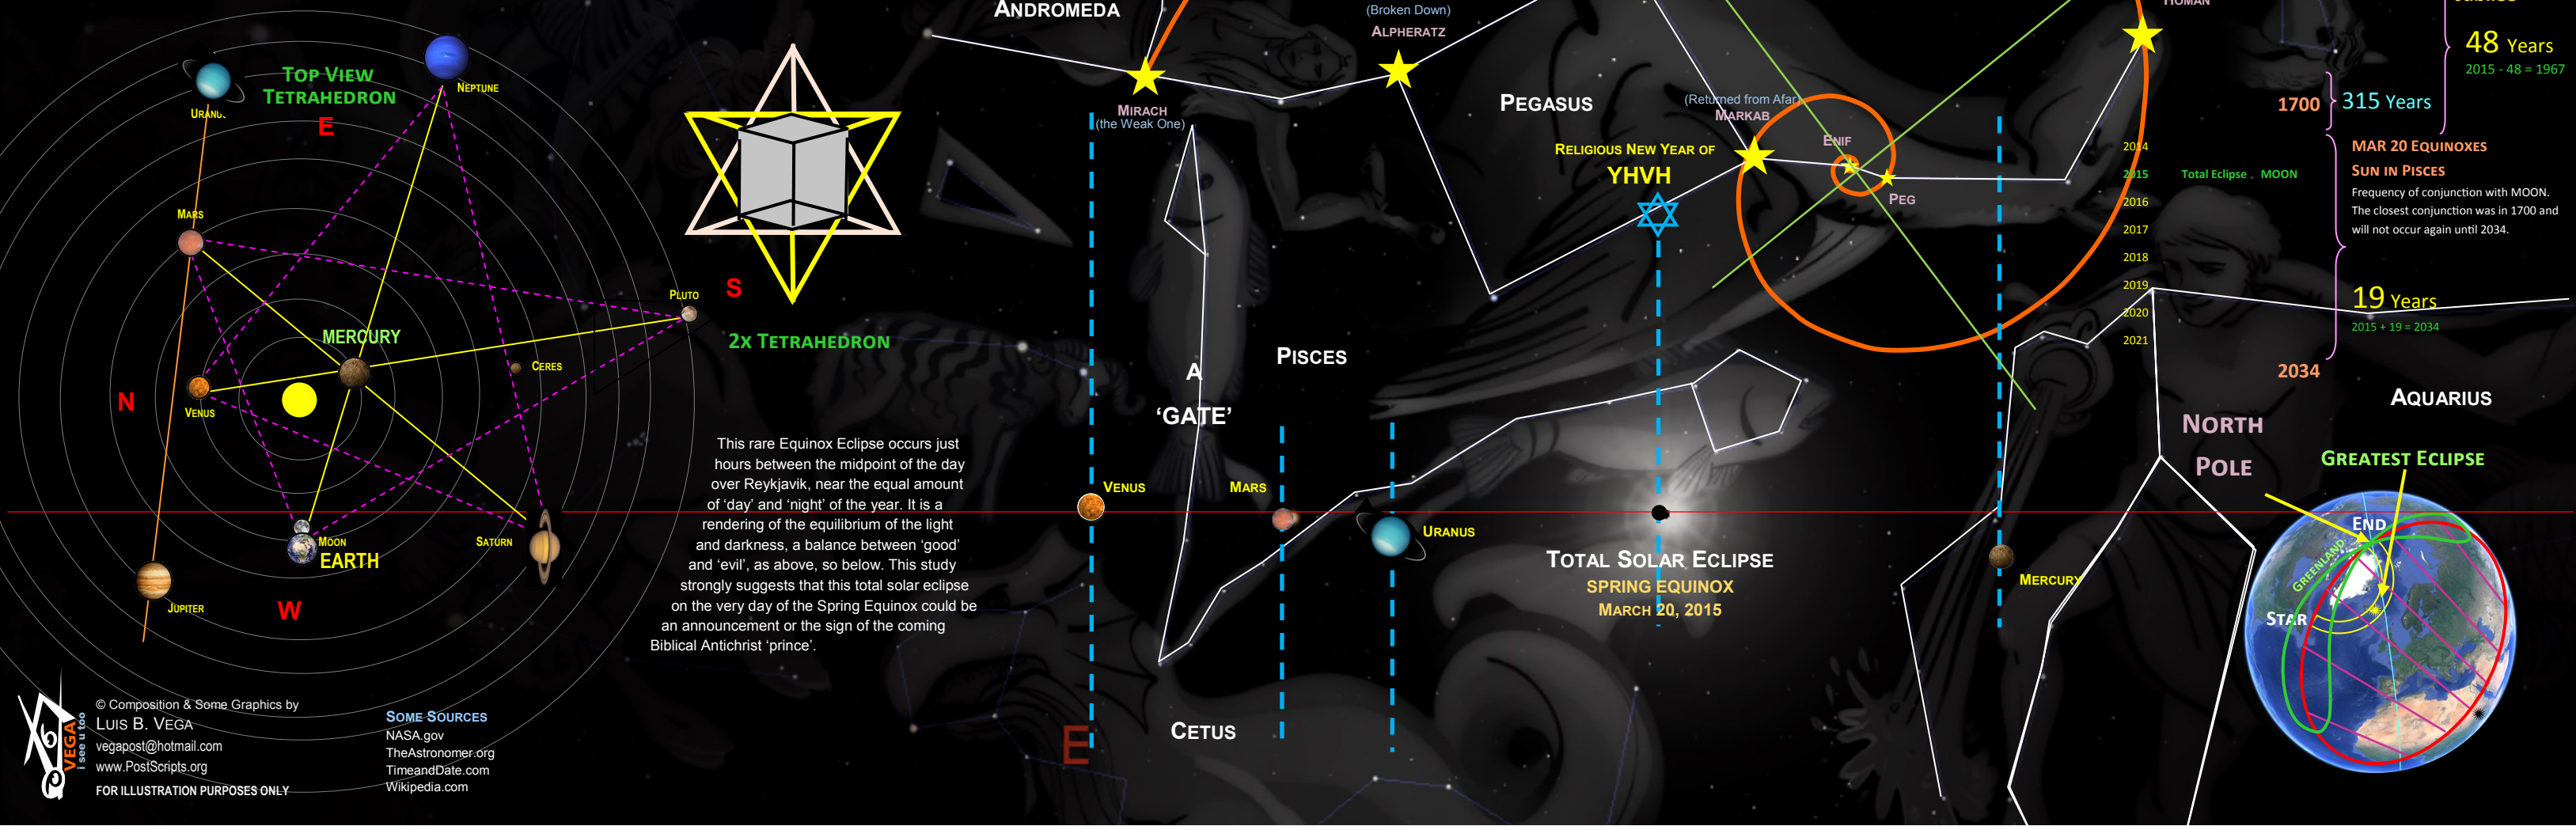 TOP VIEW
TETRAHEDRON
E
URANU
NEPTUNE
MARS
MERCURY
PLUTO
CERES
N
VENUS
S
W
MOON
EARTH
SATURN
JUPITER
2X TETRAHEDRON
This rare Equinox Eclipse occurs just
hours between the midpoint of the day
over Reykjavik, near the equal amount
of ‘day’ and ‘night’ of the year. It is a
rendering of the equilibrium of the light
and darkness, a balance between ‘good’
and ‘evil’, as above, so below. This study
strongly suggests that this total solar eclipse
on the very day of the Spring Equinox could be
an announcement or the sign of the coming
Biblical Antichrist ‘prince’.
VEGA
i see u too
© Composition & Some Graphics by
LUIS B. VEGA
vegapost@hotmail.com
www.PostScripts.org
FOR ILLUSTRATION PURPOSES ONLY
SOME SOURCES
NASA.gov
TheAstronomer.org
TimeandDate.com
Wikipedia.com
ANDROMEDA
MIRACH
(the Weak One)
(Broken Down)
ALPHERATZ
PEGASUS
(Returned from Afar)
MARKAB
ENIF
PEG
HOMAN
RELIGIOUS NEW YEAR OF
YHVH
PISCES
A
‘GATE’
VENUS
MARS
URANUS
TOTAL SOLAR ECLIPSE
SPRING EQUINOX
MARCH 20, 2015
MERCURY
CETUS
E
48 Years
2015 - 48 = 1967
1700
315 Years
2014
2015
Total Eclipse . MOON
2016
2017
2018
2019
2020
2021
MAR 20 EQUINOXES
SUN IN PISCES
Frequency of conjunction with MOON.
The closest conjunction was in 1700 and
will not occur again until 2034.
19 Years
2015 + 19 = 2034
2034
AQUARIUS
NORTH
POLE
GREATEST ECLIPSE
END
GREENLAND
STAR